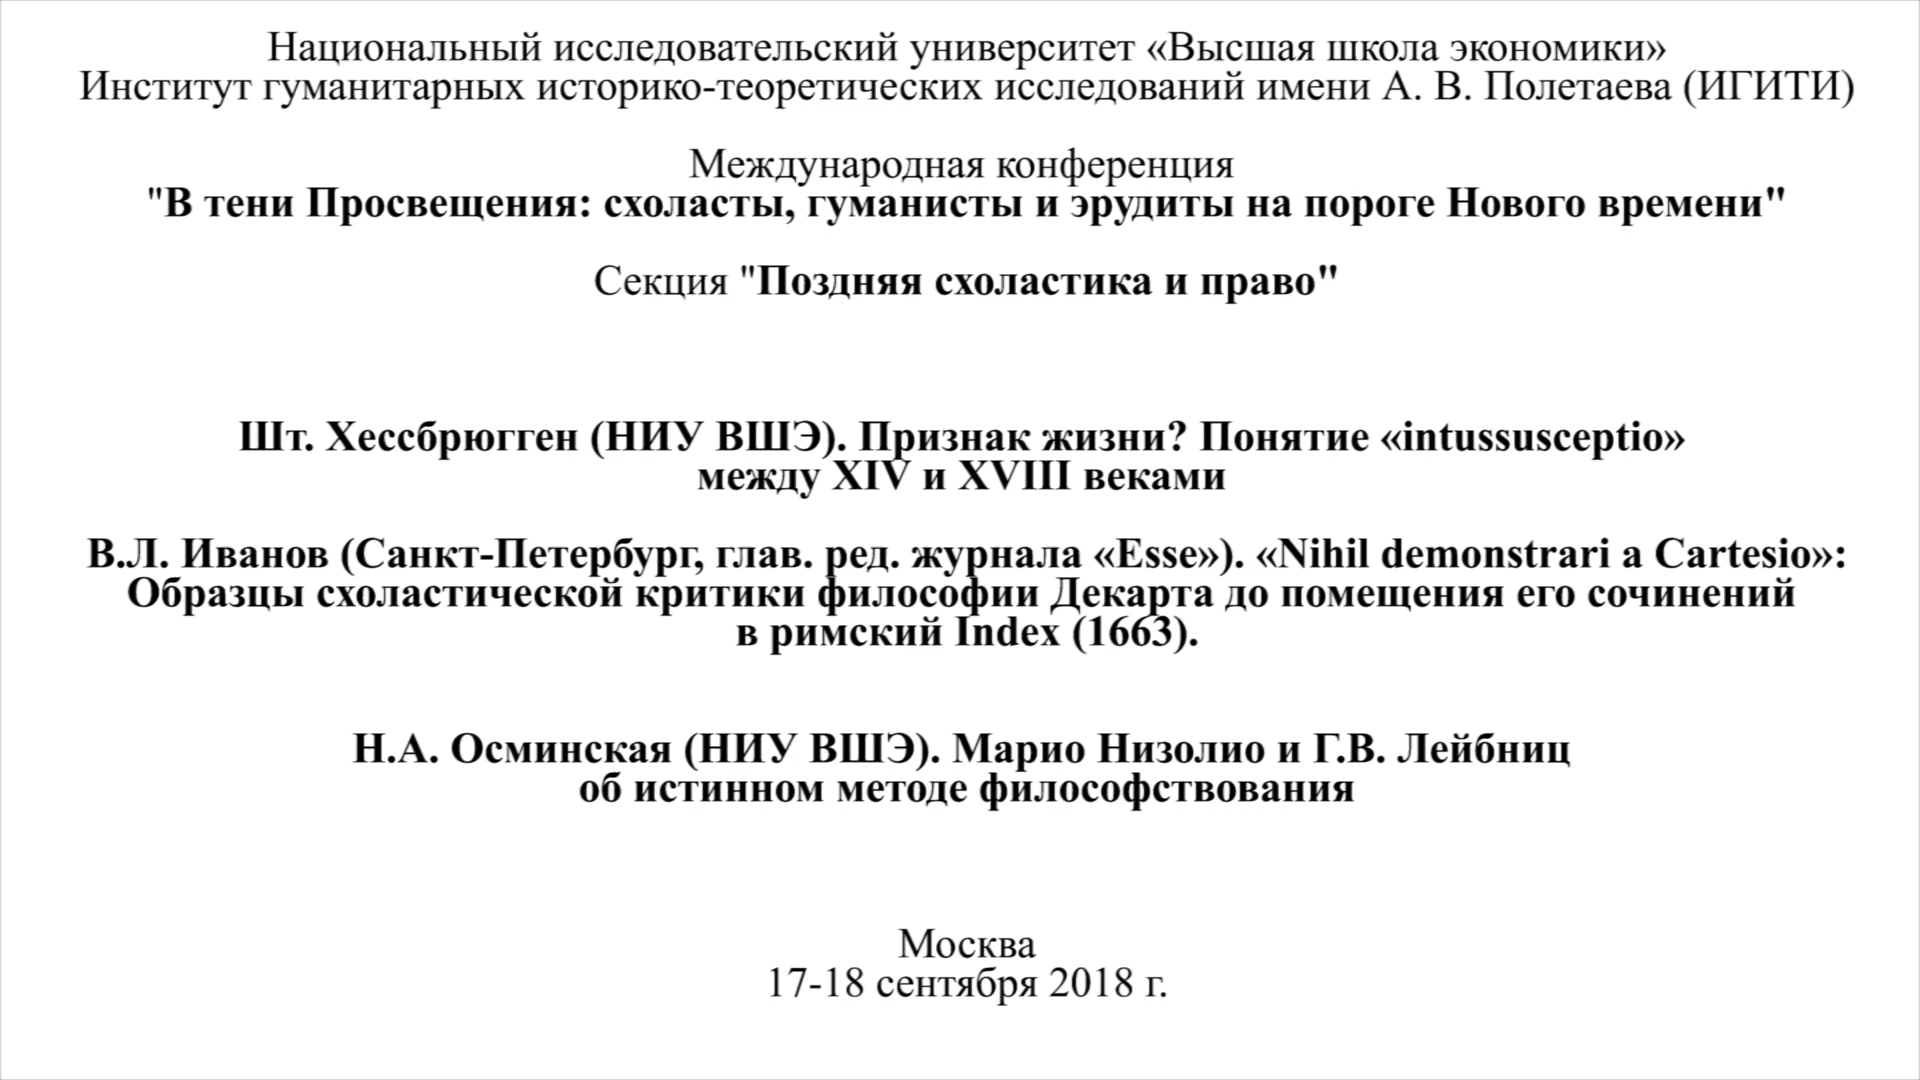 Национальный исследовательский университет «Высшая школа экономики»
Институт гуманитарных историко-теоретических исследований имени А. В. Полетаева (ИГИТИ)
Международная конференция
"В тени Просвещения: схоласты, гуманисты и эрудиты на пороге Нового времени"
Секция "Поздняя схоластика и право"
Шт. Хессбрюгген (НИУ ВШЭ). Признак жизни? Понятие «intussusceptio»
между XIV и XVIII веками
В.Л. Иванов (Санкт-Петербург, глав. ред. журнала «Esse»). «Nihil demonstrari a Cartesio»:
Образцы схоластической критики философии Декарта до помещения его сочинений
в римский Index (1663).
Н.А. Осминская (НИУ ВШЭ). Марио Низолио и Г.В. Лейбниц
об истинном методе философствования
Москва
17-18 сентября 2018 г.